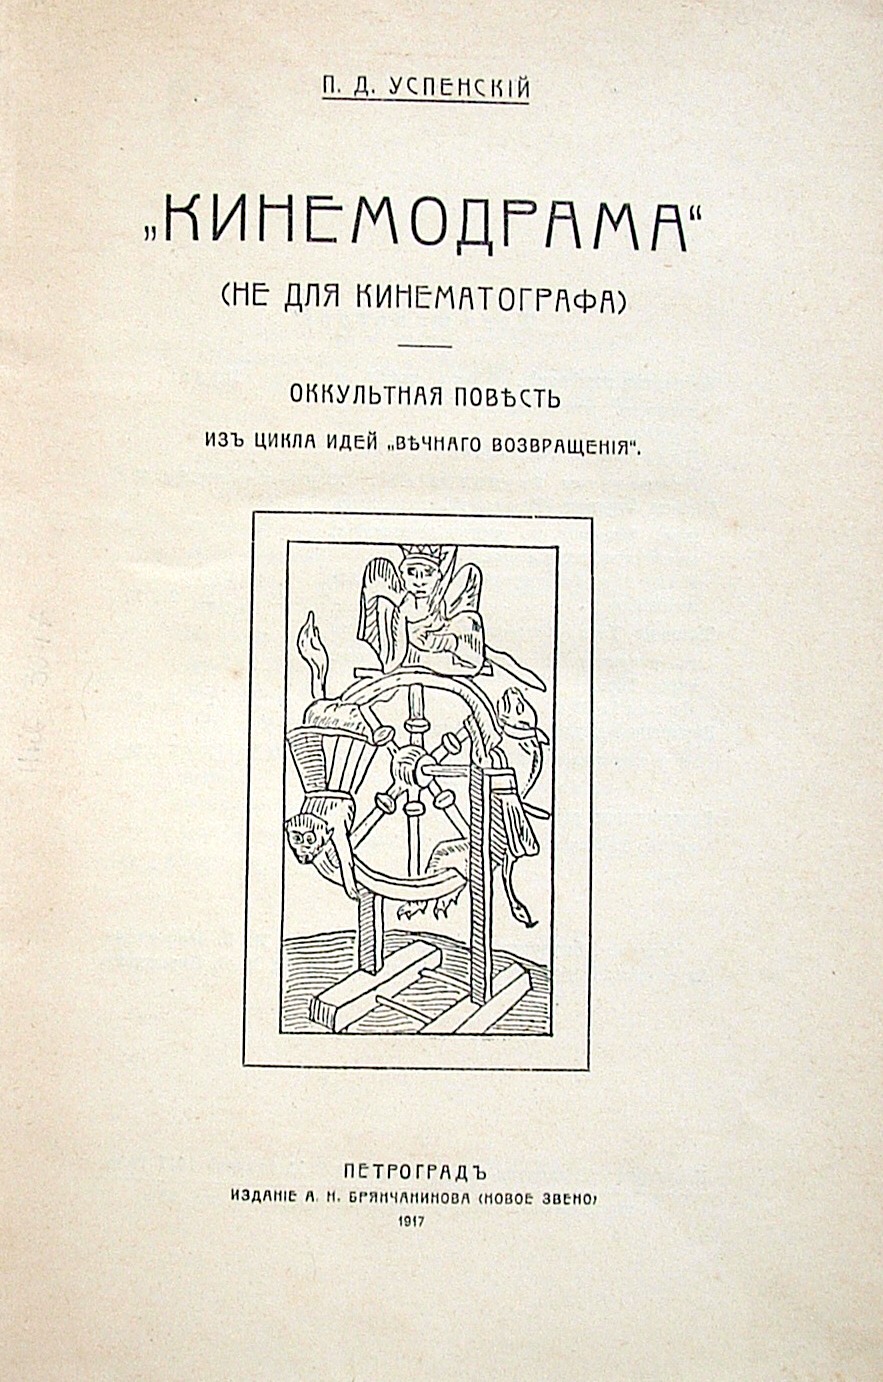 П. Д. УСПЕНСКІЙ
„КИНЕМОДРАМА“
(НЕ ДЛЯ КИНЕМАТОГРАФА)
ОККУЛЬТНАЯ ПОВѢСТЬ
ИЗЪ ЦИКЛА ИДЕЙ „ВѢЧНАГО ВОЗВРАЩЕНІЯ“.
ПЕТРОГРАДЪ
ИЗДАНІЕ А. Н. БРЯНЧАНИНОВА (НОВОЕ ЗВЕНО)
1917